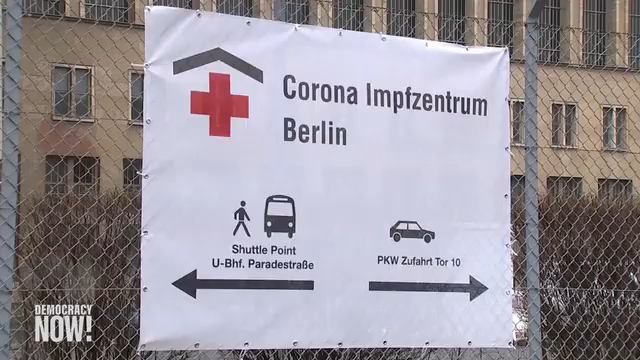 Corona Impfzentrum
Berlin
Shuttle Point
U-Bhf. Paradestraße
PKW Zufahrt Tor 10
DEMOCRACY
NOW!